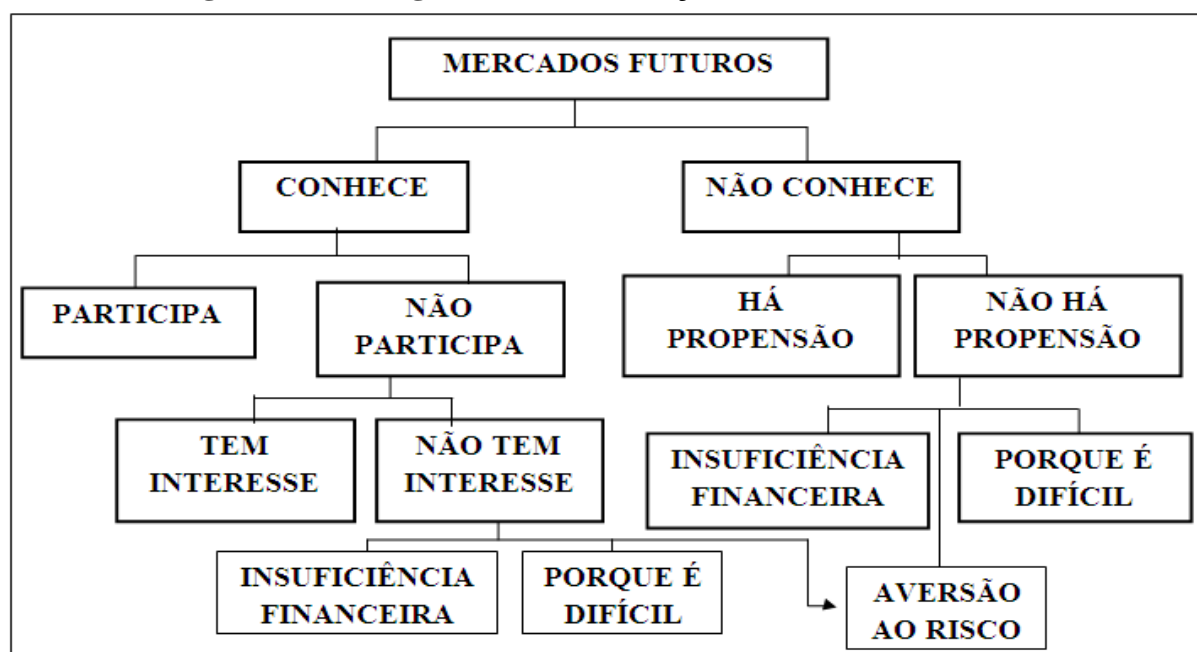 MERCADOS FUTUROS
CONHECE
NÃO CONHECE
PARTICIPA
NÃO
PARTICIPA
HÁ
PROPENSÃO
NÃO HÁ
PROPENSÃO
TEM
INTERESSE
NÃO TEM
INTERESSE
INSUFICIÊNCIA
FINANCEIRA
PORQUE É
DIFÍCIL
INSUFICIÊNCIA
FINANCEIRA
PORQUE É
DIFÍCIL
AVERSÃO
AO RISCO